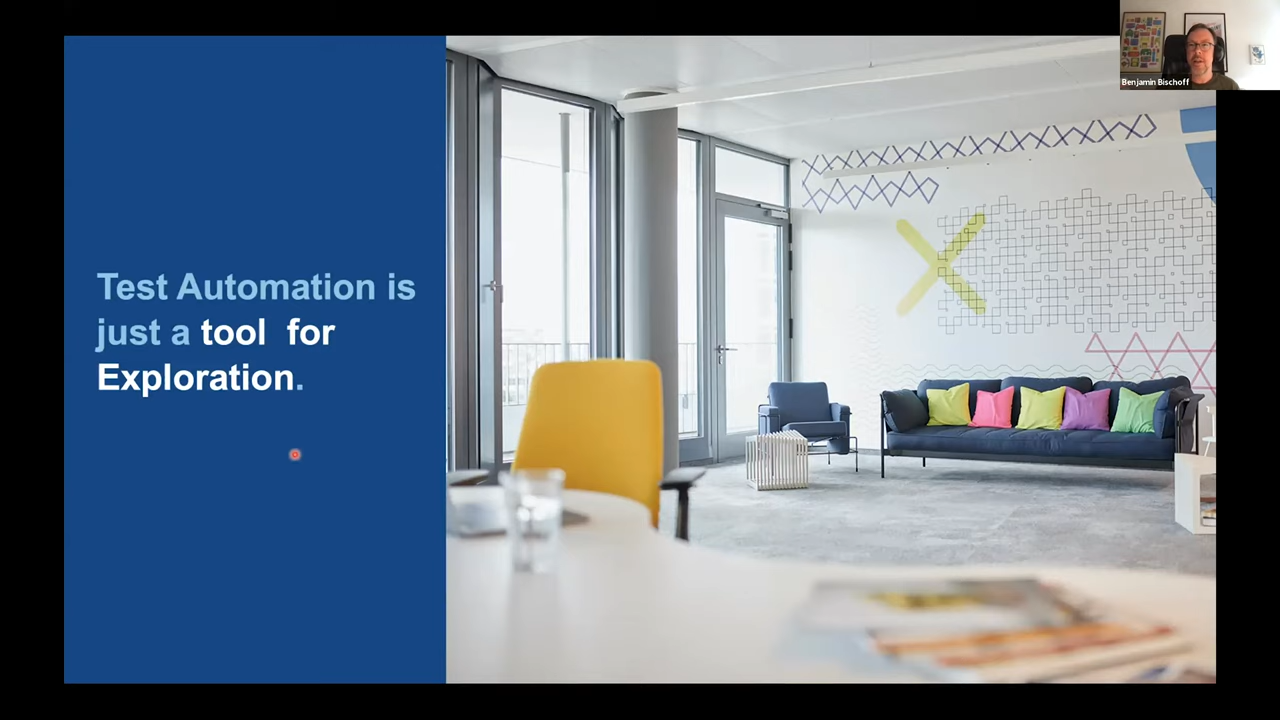 Benjamin Bischoff
Test Automation is
just a tool for
Exploration.